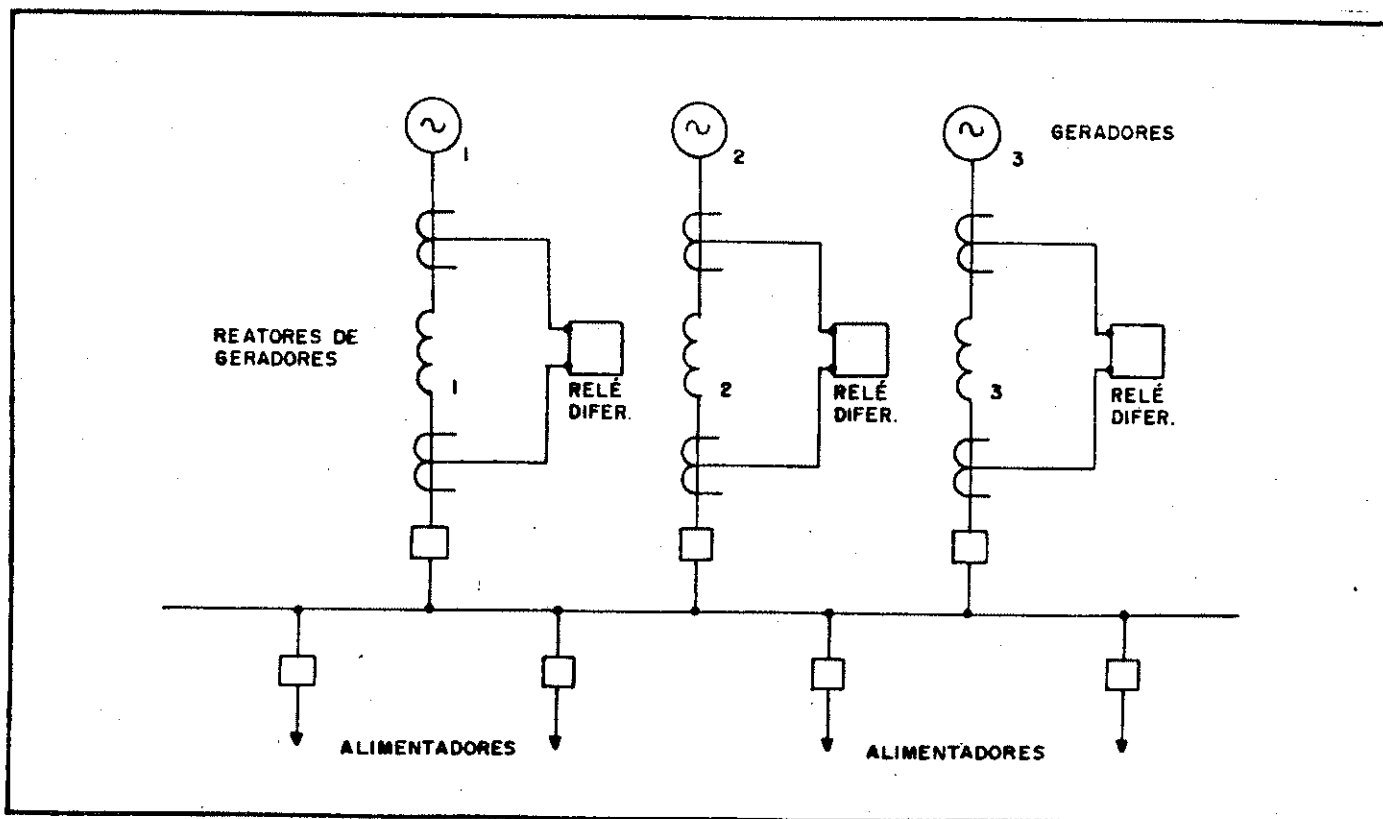 1
2
3
GERADORES
REATORES DE
GERADORES
1
RELÉ
DIFER.
2
RELÉ
DIFER.
3
RELÉ
DIFER.
ALIMENTADORES
ALIMENTADORES